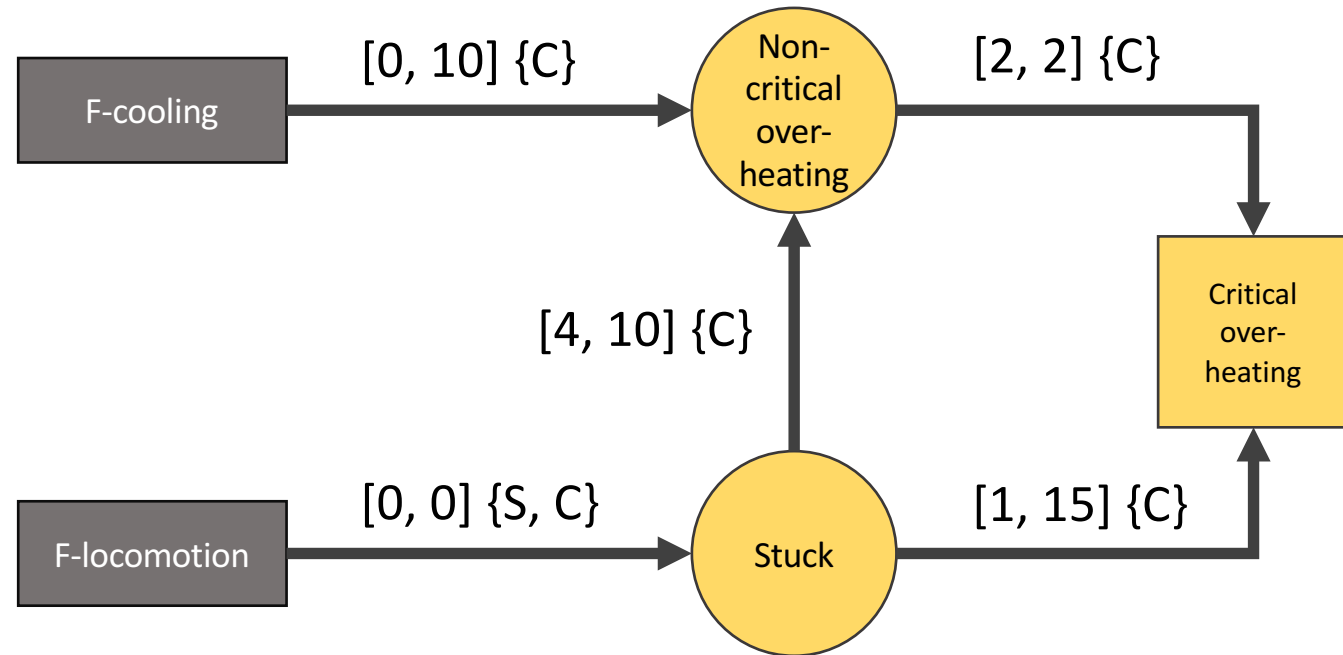 F-cooling
[0, 10] {C}
Non-
critical
over-
heating
[2, 2] {C}
[4, 10] {C}
Critical
over-
heating
F-locomotion
[0, 0] {S, C}
Stuck
[1, 15] {C}